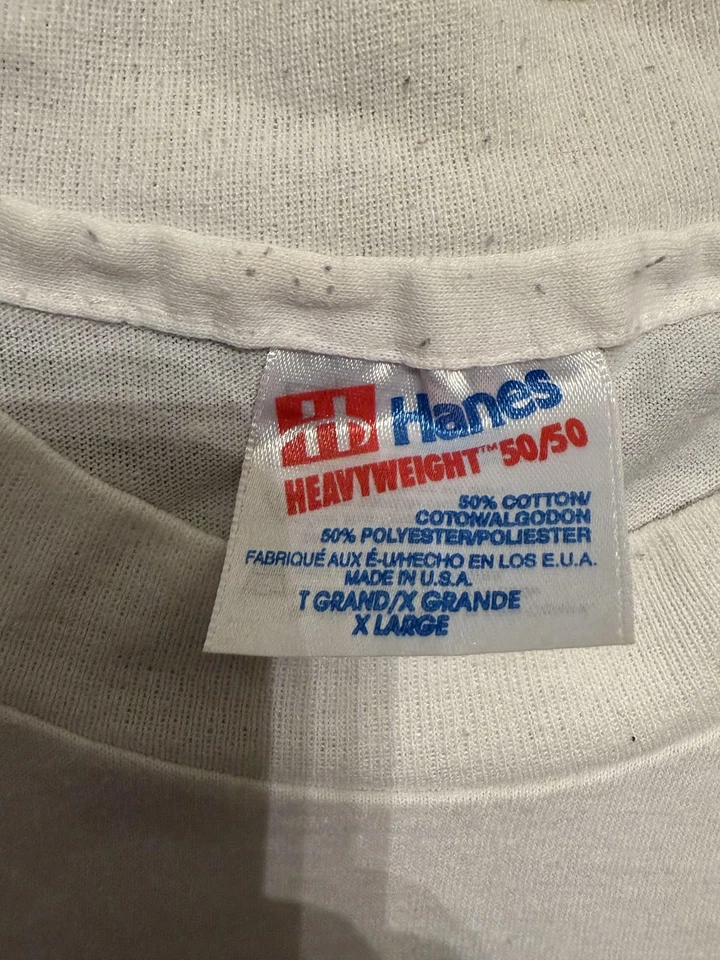 Hanes
HEAVYWEIGHT™ 50/50
50% COTTON/
COTON/ALGODON
50% POLYESTER/POLIESTER
FABRIQUÉ AUX É-U/HECHO EN LOS E.U.A.
MADE IN U.S.A.
T GRAND/X GRANDE
X LARGE